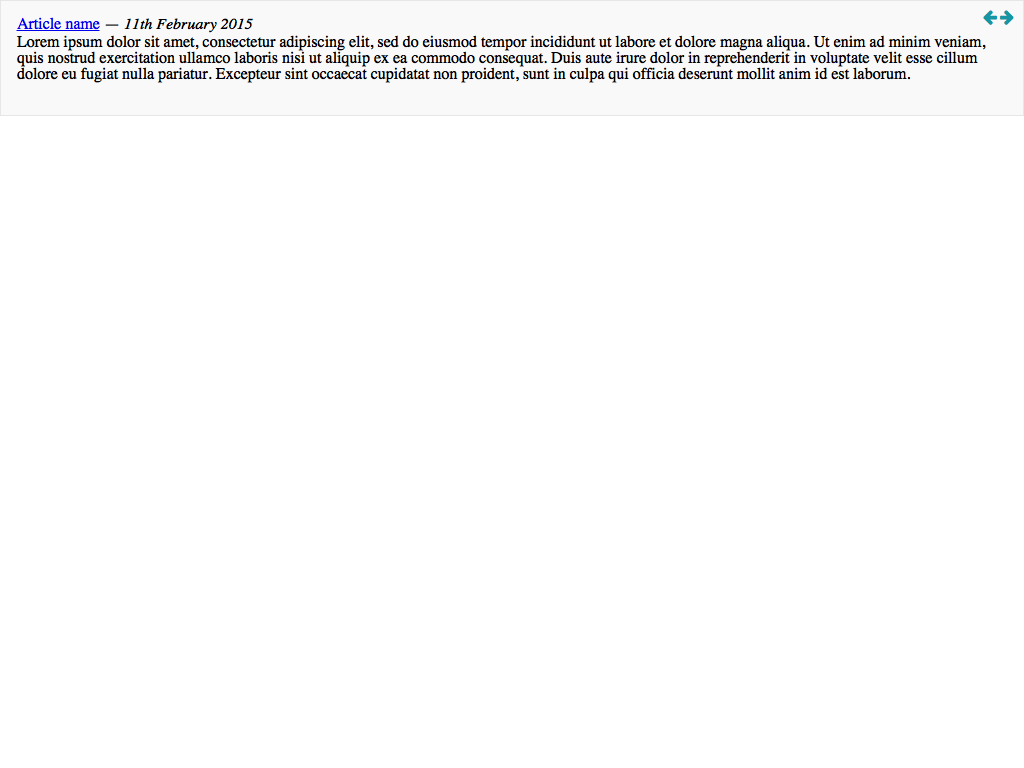 Article name — 11th February 2015
Lorem ipsum dolor sit amet, consectetur adipiscing elit, sed do eiusmod tempor incididunt ut labore et dolore magna aliqua. Ut enim ad minim veniam,
quis nostrud exercitation ullamco laboris nisi ut aliquip ex ea commodo consequat. Duis aute irure dolor in reprehenderit in voluptate velit esse cillum
dolore eu fugiat nulla pariatur. Excepteur sint occaecat cupidatat non proident, sunt in culpa qui officia deserunt mollit anim id est laborum.